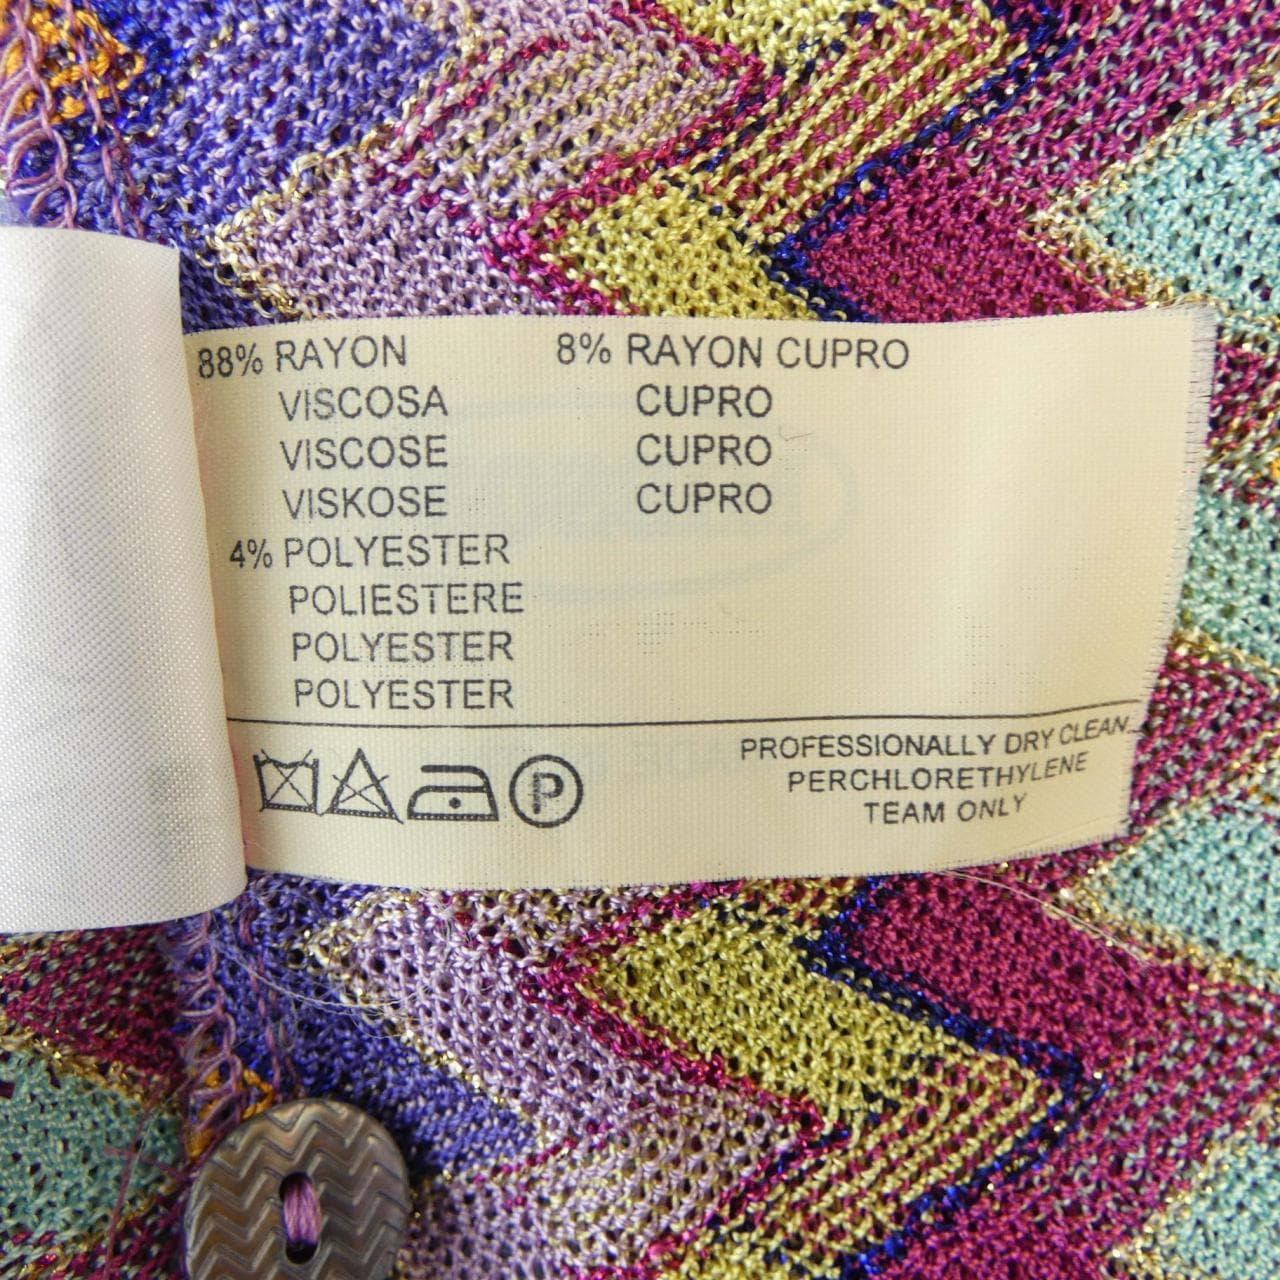 88% RAYON
VISCOSA
VISCOSE
VISKOSE
4% POLYESTER
POLIESTERE
POLYESTER
POLYESTER
8% RAYON CUPRO
CUPRO
CUPRO
CUPRO
P
PROFESSIONALLY DRY CLEAN
PERCHLORETHYLENE
TEAM ONLY